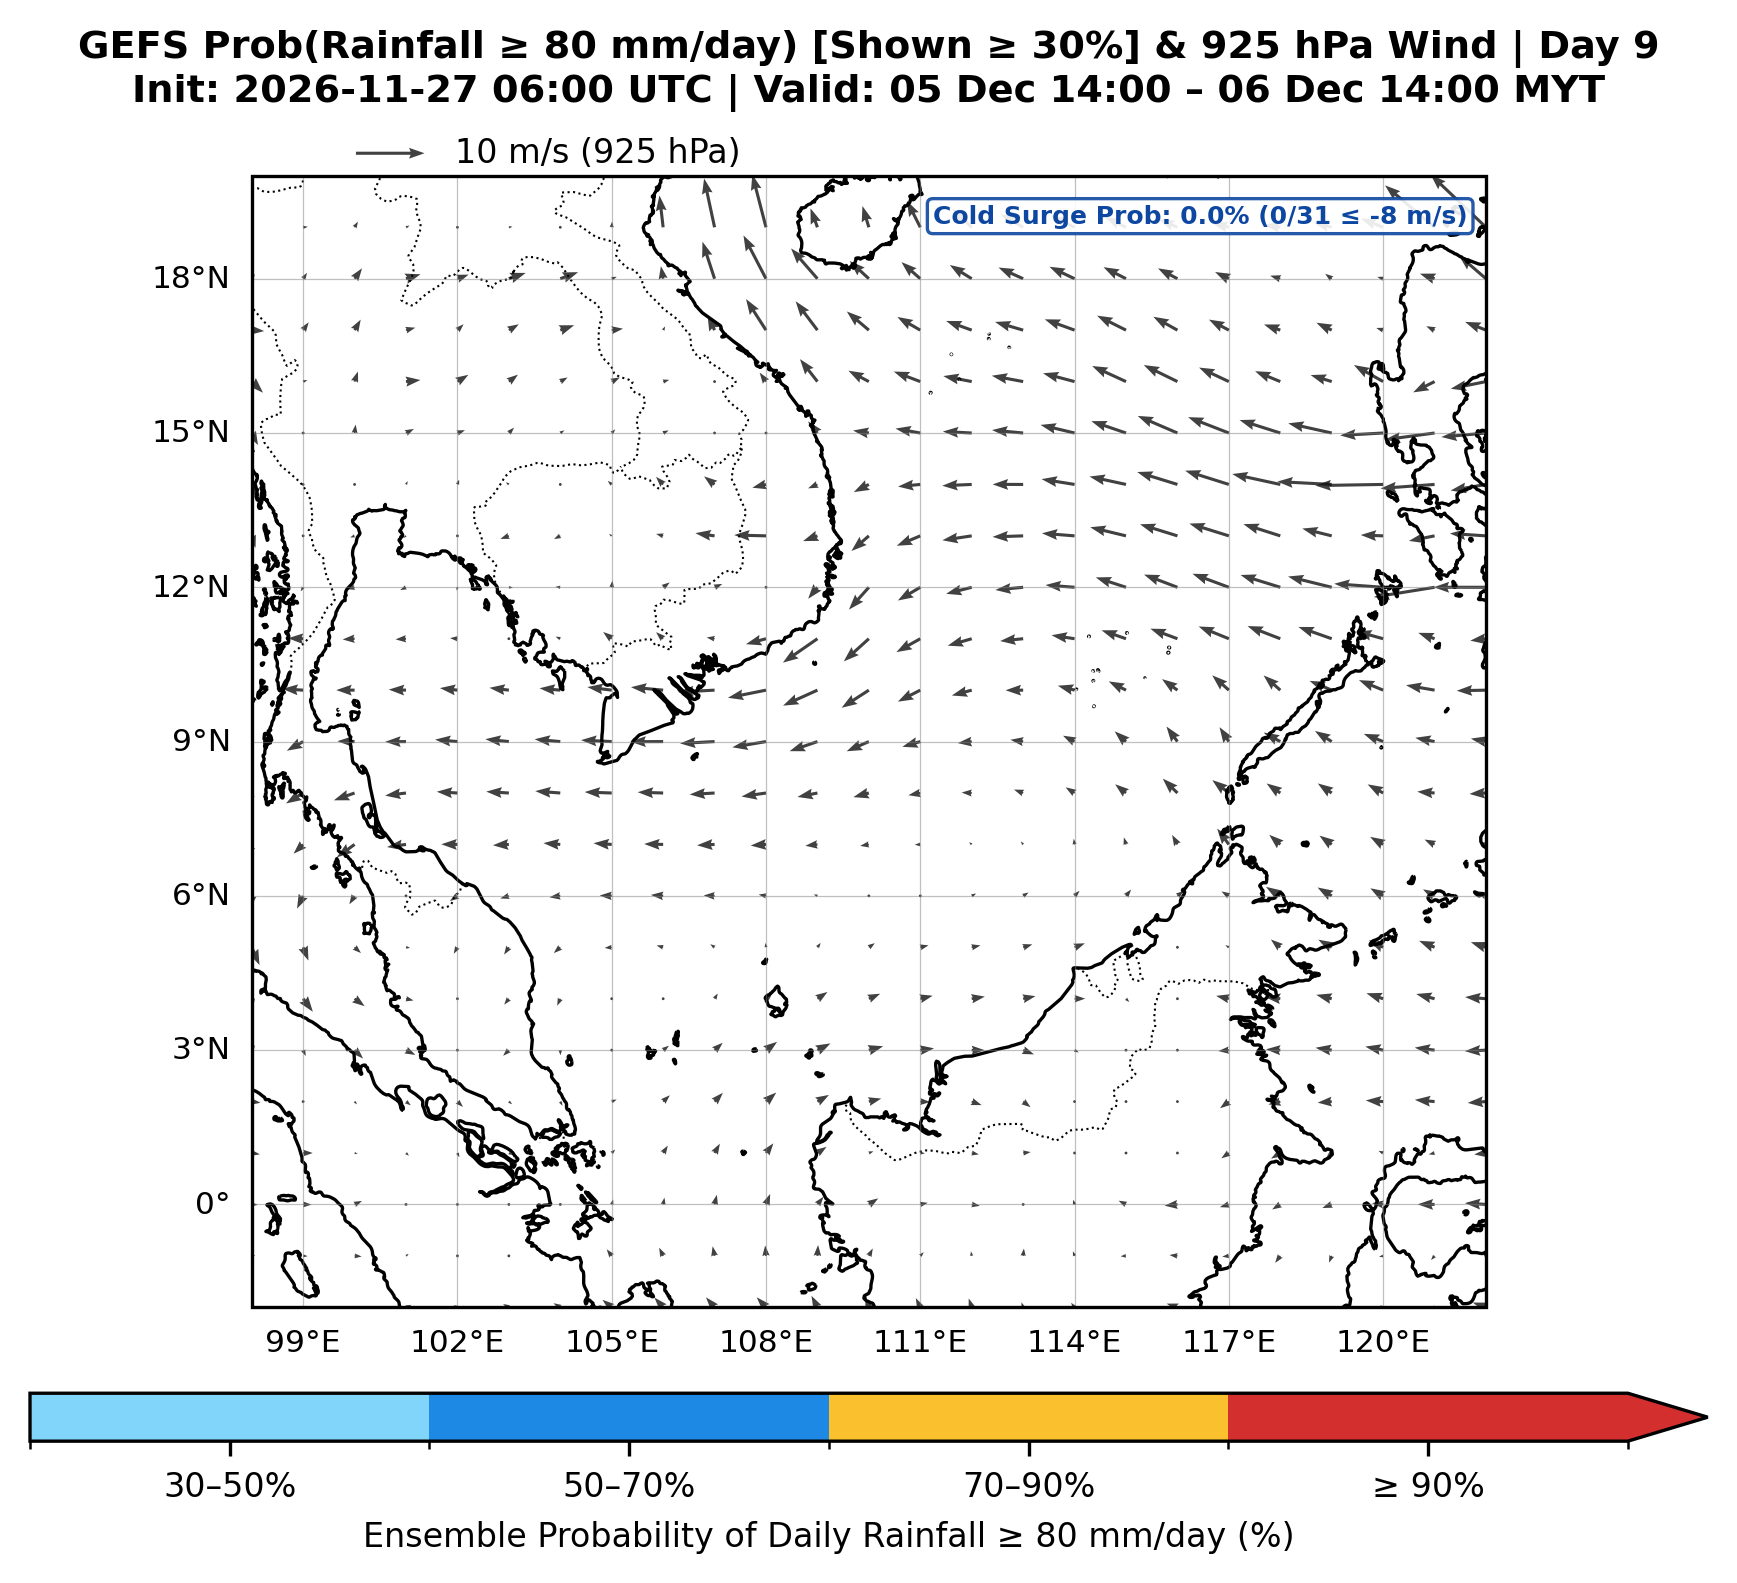 GEFS Prob(Rainfall ≥ 80 mm/day) [Shown ≥ 30%] & 925 hPa Wind | Day 9
Init: 2026-11-27 06:00 UTC | Valid: 05 Dec 14:00 – 06 Dec 14:00 MYT
10 m/s (925 hPa)
Cold Surge Prob: 0.0% (0/31 ≤ -8 m/s)
18°N
15°N
12°N
9°N
6°N
3°N
0°
99°E 102°E 105°E 108°E 111°E 114°E 117°E 120°E
30–50% 50–70% 70–90% ≥ 90%
Ensemble Probability of Daily Rainfall ≥ 80 mm/day (%)